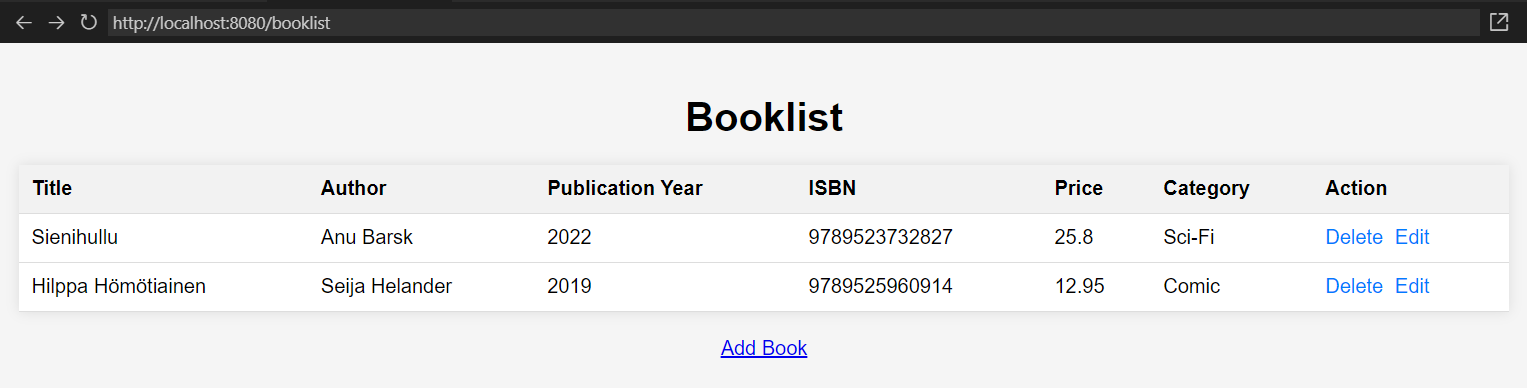 http://localhost:8080/booklist
Booklist
Title Author Publication Year ISBN Price Category Action
Sienihullu Anu Barsk 2022 9789523732827 25.8 Sci-Fi Delete Edit
Hilppa Hömötiainen Seija Helander 2019 9789525960914 12.95 Comic Delete Edit
Add Book